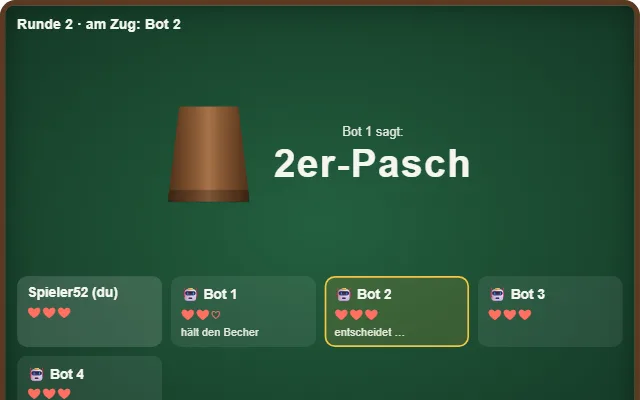 Runde 2 · am Zug: Bot 2
Bot 1 sagt:
2er-Pasch
Spieler52 (du)
Bot 1
hält den Becher
Bot 2
entscheidet ...
Bot 3
Bot 4